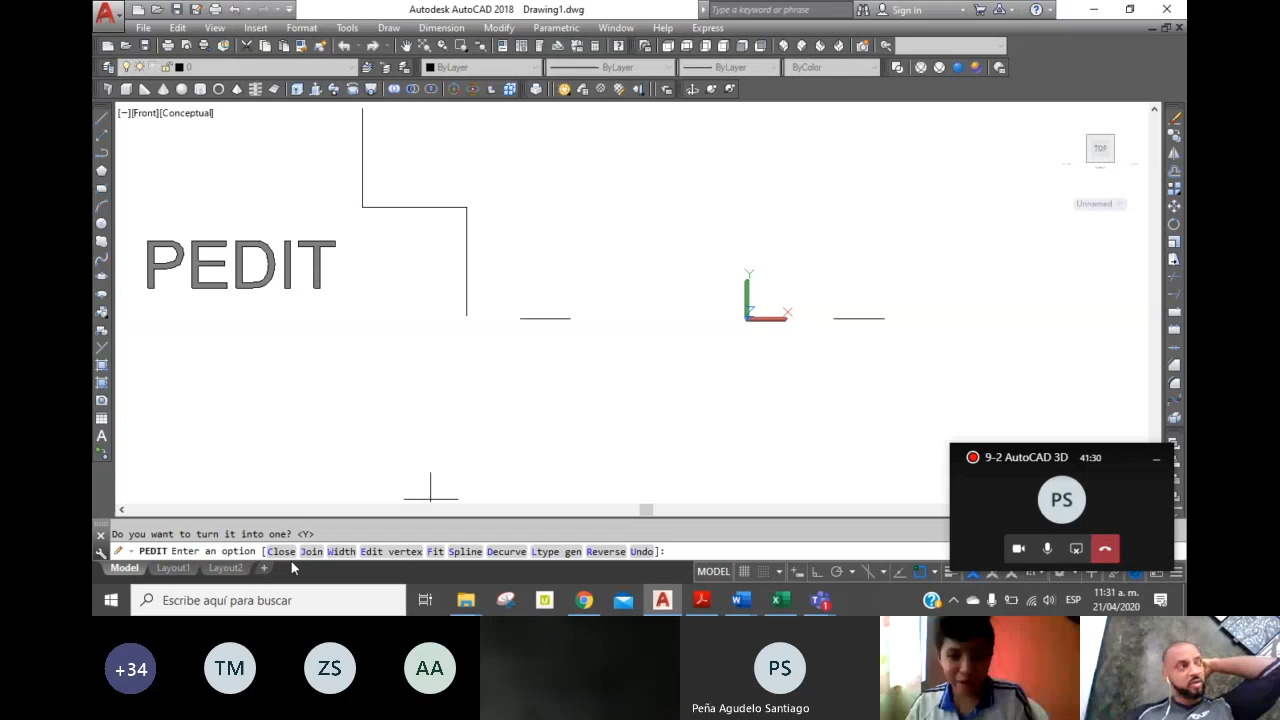 Autodesk AutoCAD 2018 Drawing1.dwg
Type a keyword or phrase
Sign In
File Edit View Insert Format Tools Draw Dimension Modify Parametric Window Help Express
0
ByLayer
ByLayer
ByLayer
ByColor
[−][Front][Conceptual]
TOP
Unnamed
PEDIT
Y
Z
X
9-2 AutoCAD 3D 41:30
PS
Do you want to turn it into one? <Y>
PEDIT Enter an option [Close Join Width Edit vertex Fit Spline Decurve Ltype gen Reverse Undo]:
Model Layout1 Layout2 +
MODEL
Escribe aquí para buscar
ESP
11:31 a. m.
21/04/2020
+34
TM
ZS
AA
PS
Peña Agudelo Santiago